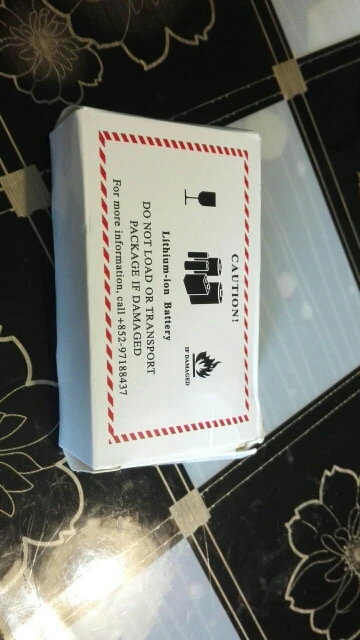 CAUTION!
IF DAMAGED
Lithium-Ion Battery
DO NOT LOAD OR TRANSPORT
PACKAGE IF DAMAGED
For more information, call +852-97188437